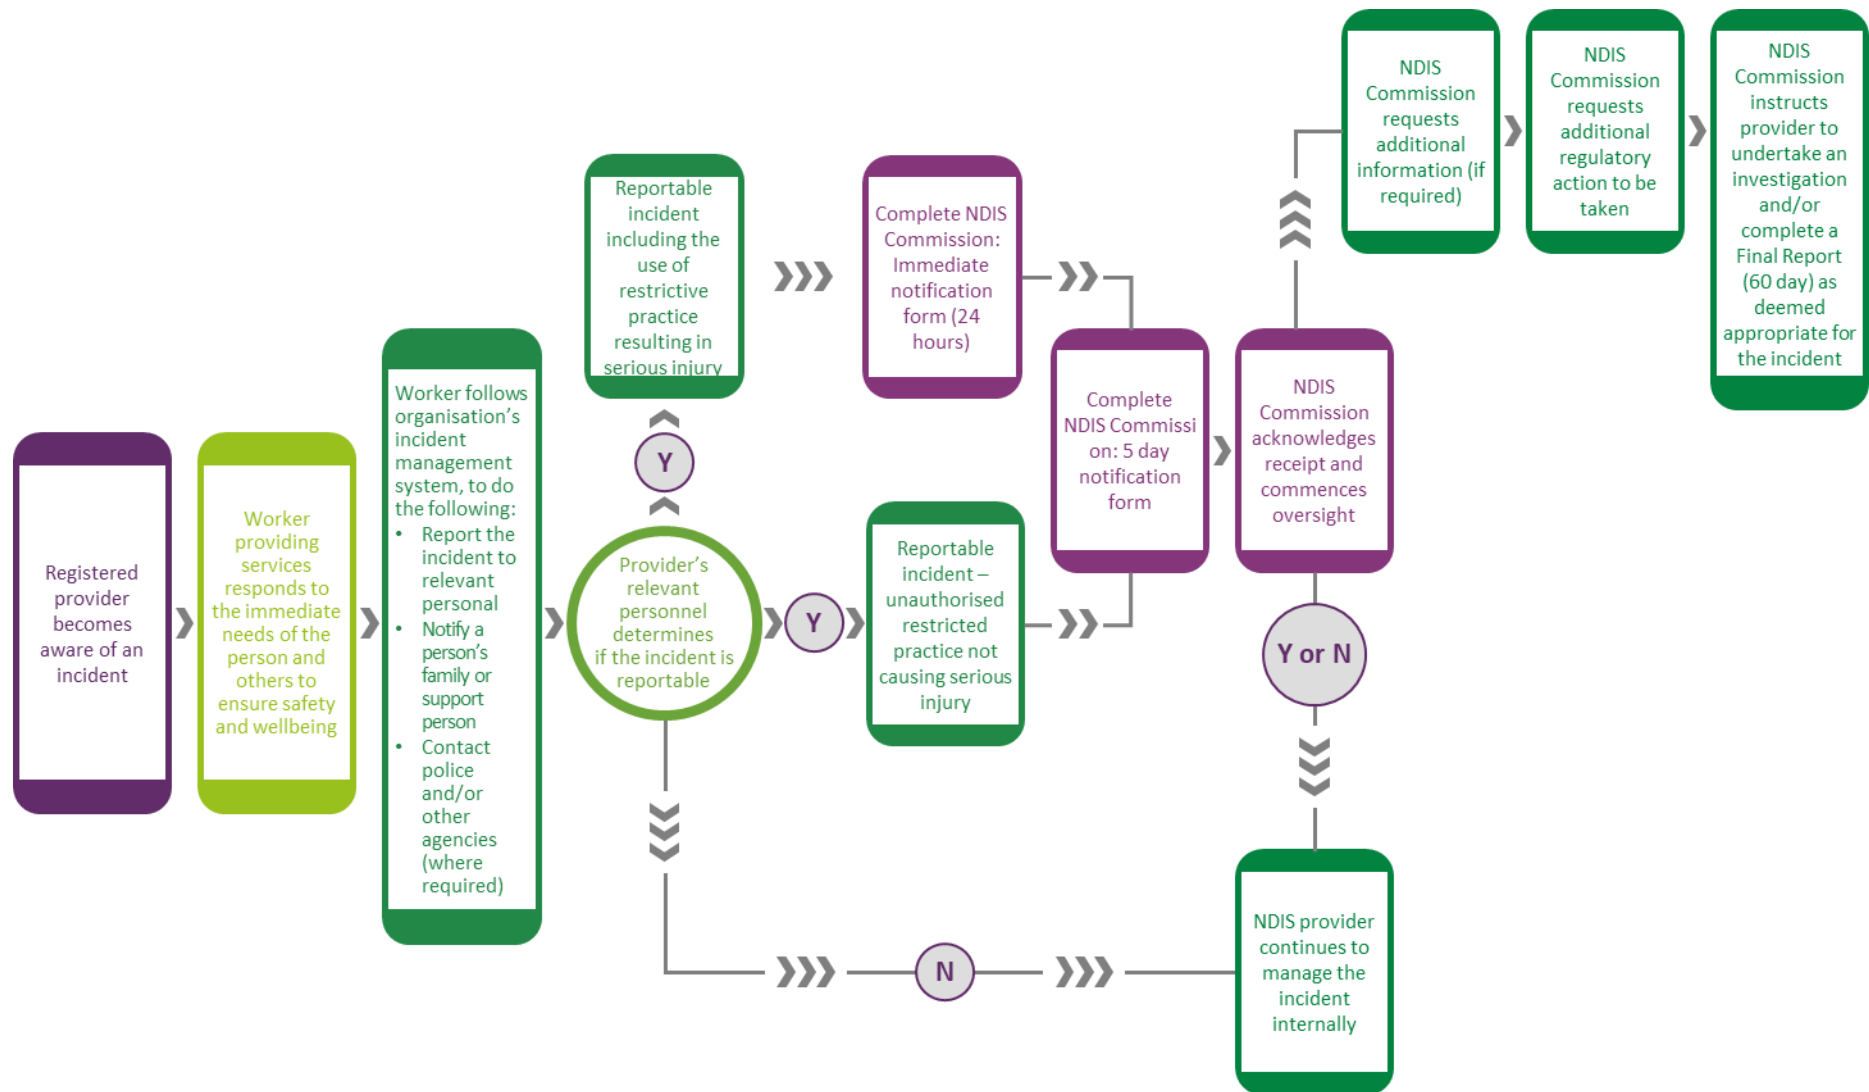 Registered
provider
becomes
aware of an
incident
Worker
providing
services
responds to
the immediate
needs of the
person and
others to
ensure safety
and wellbeing
Worker follows
organisation's
incident
management
system, to do
the following:
• Report the
incident to
relevant
personal
• Notify a
person's
family or
support
person
• Contact
police
and/or
other
agencies
(where
required)
Provider's
relevant
personnel
determines
if the incident is
reportable
Y
Reportable
incident
including the
use of
restrictive
practice
resulting in
serious injury
Complete NDIS
Commission:
Immediate
notification
form (24
hours)
Y
Reportable
incident –
unauthorised
restricted
practice not
causing serious
injury
Complete
NDIS Commissi
on: 5 day
notification
form
NDIS
Commission
acknowledges
receipt and
commences
oversight
NDIS
Commission
requests
additional
information (if
required)
NDIS
Commission
requests
additional
regulatory
action to be
taken
NDIS
Commission
instructs
provider to
undertake an
investigation
and/or
complete a
Final Report
(60 day) as
deemed
appropriate for
the incident
Y or N
N
NDIS provider
continues to
manage the
incident
internally